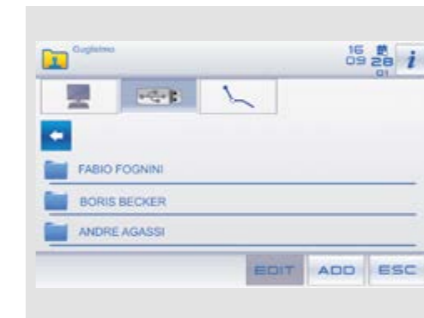 Guglielmo
16 28
09 01
FABIO FOGNINI
BORIS BECKER
ANDRE AGASSI
EDIT ADD ESC